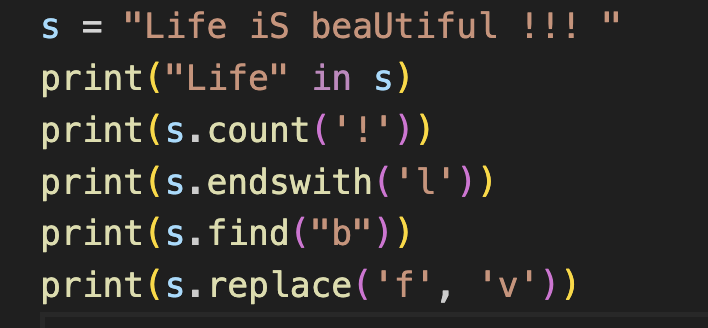 s = "Life iS beaUtiful !!! "
print("Life" in s)
print(s.count('!'))
print(s.endswith('l'))
print(s.find("b"))
print(s.replace('f', 'v'))